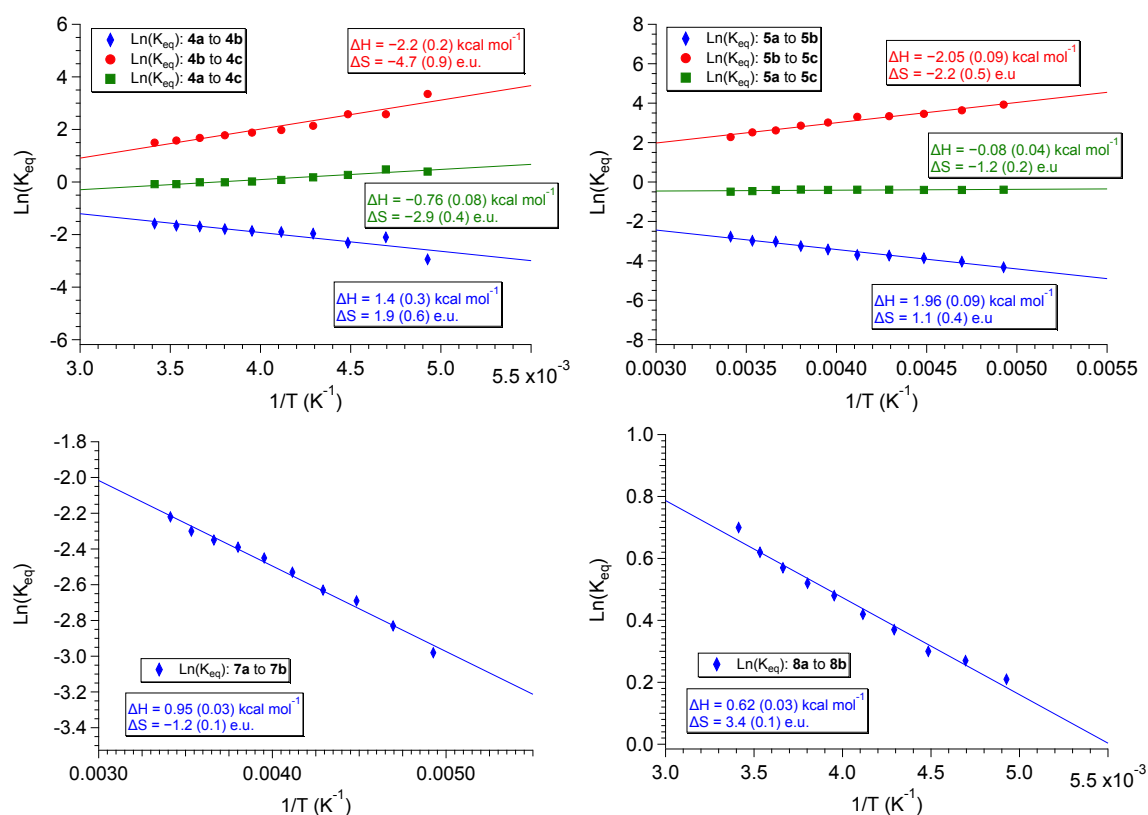 6
4
2
0
-2
-4
-6
Ln(Keq)
Ln(Keq): 4a to 4b
Ln(Keq): 4b to 4c
Ln(Keq): 4a to 4c
ΔH = −2.2 (0.2) kcal mol⁻¹
ΔS = −4.7 (0.9) e.u.
ΔH = −0.76 (0.08) kcal mol⁻¹
ΔS = −2.9 (0.4) e.u.
ΔH = 1.4 (0.3) kcal mol⁻¹
ΔS = 1.9 (0.6) e.u.
3.0 3.5 4.0 4.5 5.0 5.5 x10⁻³
1/T (K⁻¹)
8
6
4
2
0
-2
-4
-6
-8
Ln(Keq)
Ln(Keq): 5a to 5b
Ln(Keq): 5b to 5c
Ln(Keq): 5a to 5c
ΔH = −2.05 (0.09) kcal mol⁻¹
ΔS = −2.2 (0.5) e.u
ΔH = −0.08 (0.04) kcal mol⁻¹
ΔS = −1.2 (0.2) e.u
ΔH = 1.96 (0.09) kcal mol⁻¹
ΔS = 1.1 (0.4) e.u
0.0030 0.0035 0.0040 0.0045 0.0050 0.0055
1/T (K⁻¹)
-1.8
-2.0
-2.2
-2.4
-2.6
-2.8
-3.0
-3.2
-3.4
Ln(Keq)
Ln(Keq): 7a to 7b
ΔH = 0.95 (0.03) kcal mol⁻¹
ΔS = −1.2 (0.1) e.u.
0.0030 0.0040 0.0050
1/T (K⁻¹)
1.0
0.8
0.6
0.4
0.2
0.0
Ln(Keq)
Ln(Keq): 8a to 8b
ΔH = 0.62 (0.03) kcal mol⁻¹
ΔS = 3.4 (0.1) e.u.
3.0 3.5 4.0 4.5 5.0 5.5 x10⁻³
1/T (K⁻¹)